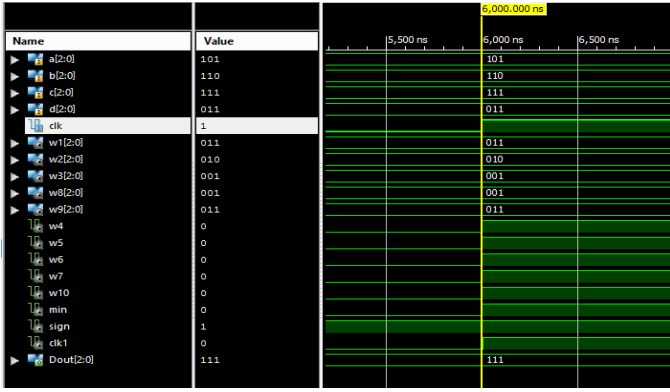 6,000.000 ns
Name Value 5,500 ns 6,000 ns 6,500 ns
a[2:0] 101 101
b[2:0] 110 110
c[2:0] 111 111
d[2:0] 011 011
clk 1
w1[2:0] 011 011
w2[2:0] 010 010
w3[2:0] 001 001
w8[2:0] 001 001
w9[2:0] 011 011
w4 0
w5 0
w6 0
w7 0
w10 0
min 0
sign 1
clk1 0
Dout[2:0] 111 111